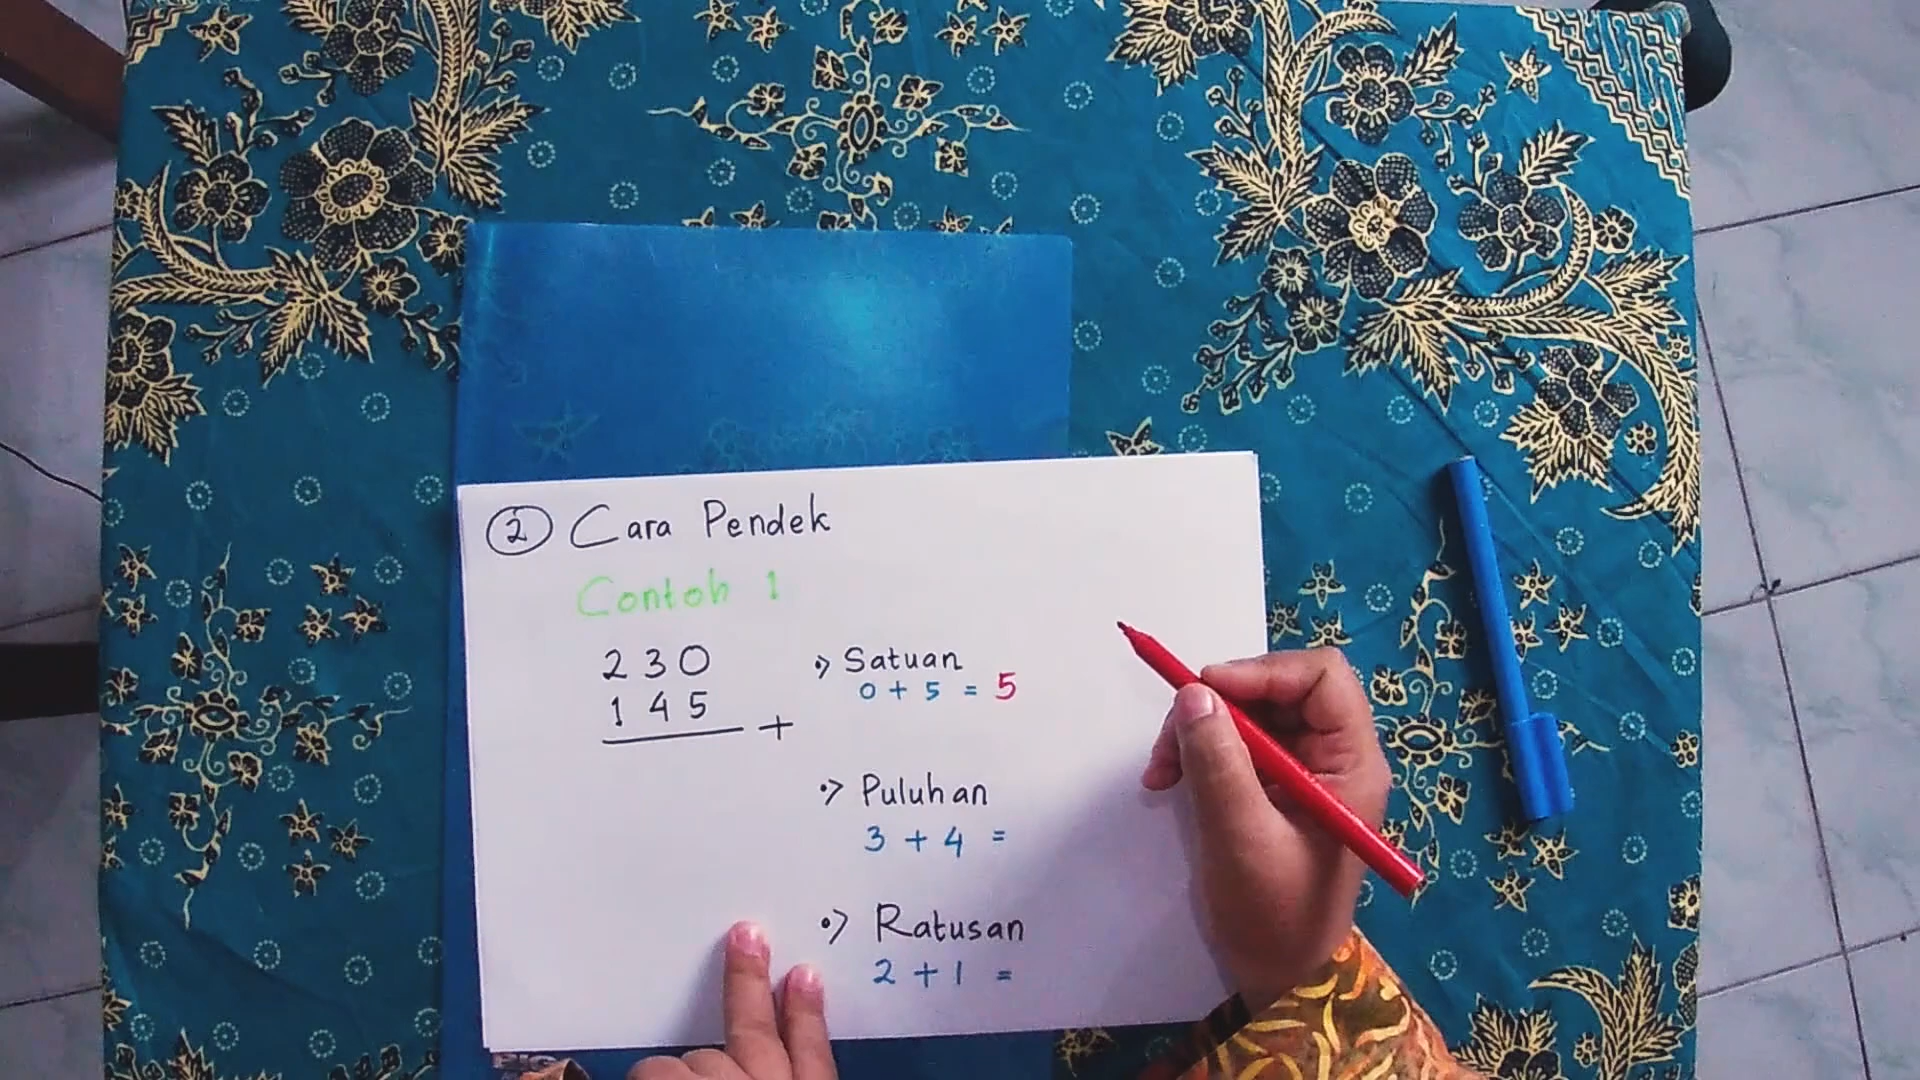 2 Cara Pendek
Contoh 1
230
145
+
•> Satuan
0 + 5 = 5
•> Puluhan
3 + 4 =
•> Ratusan
2 + 1 =